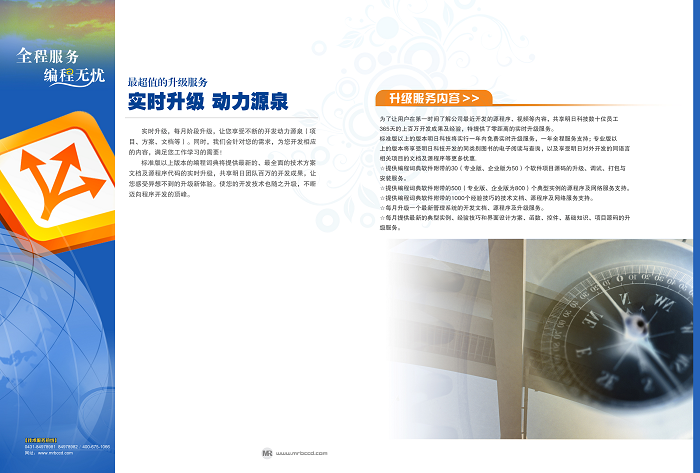 全程服务
编程无忧
最超值的升级服务
实时升级 动力源泉
实时升级，每月阶段升级，让您享受不断的开发动力源泉（项
目、方案、文档等）。同时，我们会针对您的需求，为您开发相应
的内容，满足您工作学习的需要！
标准版以上版本的编程词典将提供最新的、最全面的技术方案
文档及源程序代码的实时升级，共享明日团队百万的开发成果，让
您感受异想不到的升级新体验。使您的开发技术也随之升级，不断
迈向程序开发的顶峰。
升级服务内容>>
为了让用户在第一时间了解公司最近开发的源程序、视频等内容，共享明日科技数十位员工
365天的上百万开发成果及经验，特提供了零距离的实时升级服务。
标准版以上的版本明日科技将实行一年内免费实时升级服务，一年全程服务支持；专业版以
上的版本将享受明日科技开发的同类别图书的电子阅读与查询，以及享受明日对外开发的网络言
相关项目的文档及源程序等更多优惠.
☆提供编程词典软件附带的30（专业版、企业版为50）个软件项目源码的升级、调试、打包与
安装服务。
☆提供编程词典软件附带的500（专业版、企业版为800）个典型实例的源程序及网络服务支持。
☆提供编程词典软件附带的1000个经验技巧的技术文档、源程序及网络服务支持。
☆每月升级一个最新管理系统的开发文档、源程序及升级服务。
☆每月提供最新的典型实例、经验技巧和界面设计方案、函数、控件、基础知识、项目源码的升
级服务。
【技术服务热线】
0431-84978981 84978982 / 400-675-1066
网址：www.mrbccd.com
MR www.mrbccd.com